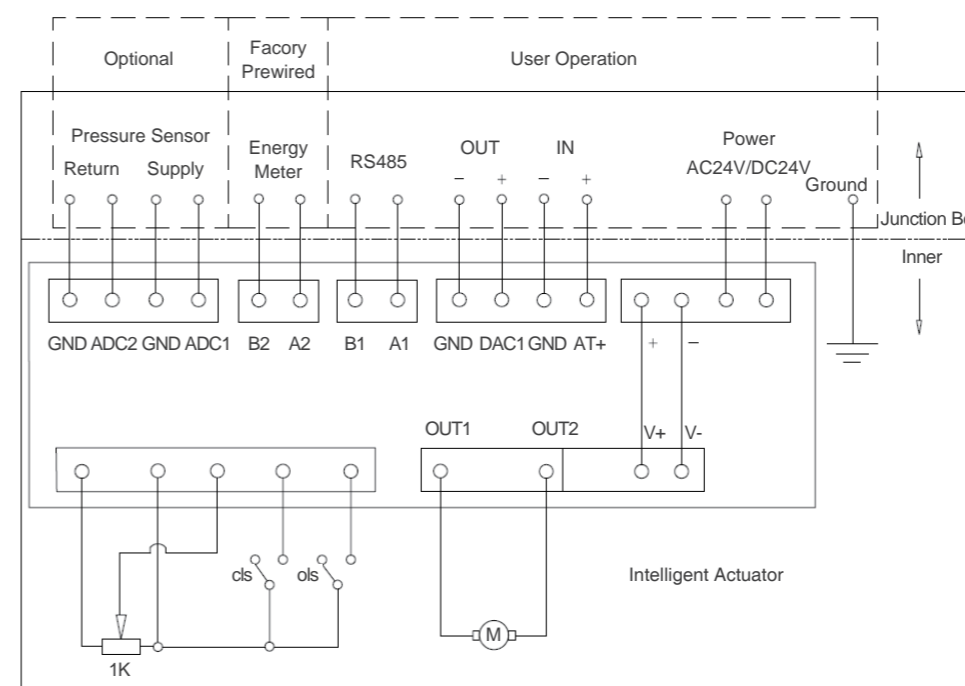 Optional
Facory
Prewired
User Operation
Pressure Sensor
Return Supply
Energy
Meter
RS485
OUT
IN
− + − +
Power
AC24V/DC24V
Ground
Junction Bo
Inner
GND ADC2 GND ADC1 B2 A2 B1 A1 GND DAC1 GND AT+ + −
OUT1 OUT2 V+ V-
cls ols
Intelligent Actuator
M
1K